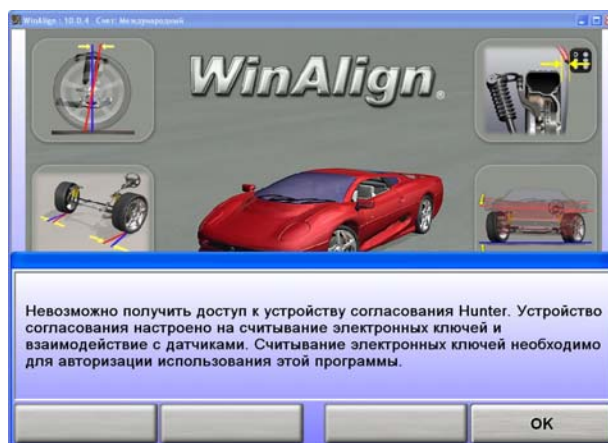 WinAlign : 10.0.4 Счет: Международный
WinAlign®
Невозможно получить доступ к устройству согласования Hunter. Устройство
согласования настроено на считывание электронных ключей и
взаимодействие с датчиками. Считывание электронных ключей необходимо
для авторизации использования этой программы.
OK